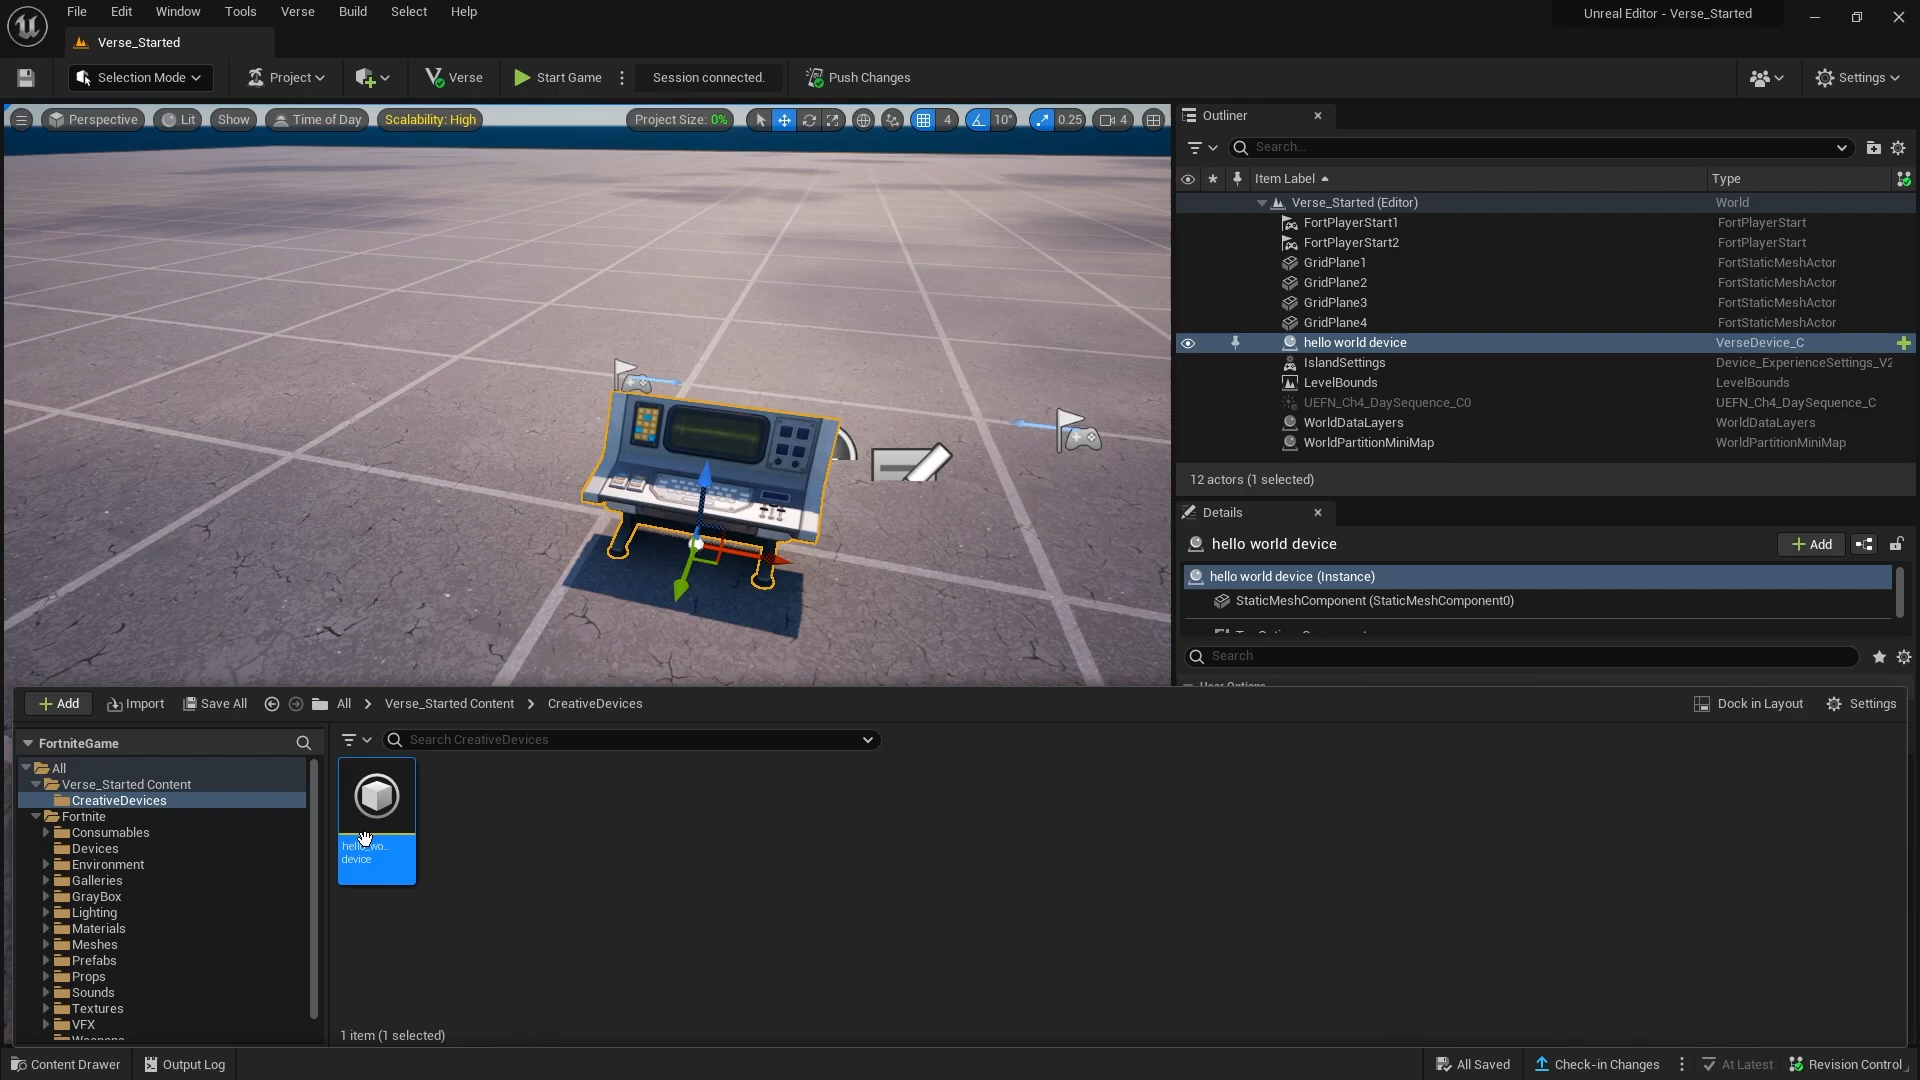 File Edit Window Tools Verse Build Select Help
Unreal Editor - Verse_Started
Verse_Started
Selection Mode Project Verse Start Game Session connected. Push Changes Settings
Perspective Lit Show Time of Day Scalability: High Project Size: 0% 4 10° 0.25 4
Outliner
Search...
Item Label Type
Verse_Started (Editor) World
FortPlayerStart1 FortPlayerStart
FortPlayerStart2 FortPlayerStart
GridPlane1 FortStaticMeshActor
GridPlane2 FortStaticMeshActor
GridPlane3 FortStaticMeshActor
GridPlane4 FortStaticMeshActor
hello world device VerseDevice_C
IslandSettings Device_ExperienceSettings_V2
LevelBounds LevelBounds
UEFN_Ch4_DaySequence_C0 UEFN_Ch4_DaySequence_C
WorldDataLayers WorldDataLayers
WorldPartitionMiniMap WorldPartitionMiniMap
12 actors (1 selected)
Details
hello world device Add
hello world device (Instance)
StaticMeshComponent (StaticMeshComponent0)
Search
Add Import Save All All Verse_Started Content CreativeDevices Dock in Layout Settings
FortniteGame
Search CreativeDevices
All
Verse_Started Content
CreativeDevices
Fortnite
Consumables
Devices
Environment
Galleries
GrayBox
Lighting
Materials
Meshes
Prefabs
Props
Sounds
Textures
VFX
hello_wo...
device
1 item (1 selected)
Content Drawer Output Log All Saved Check-in Changes At Latest Revision Control